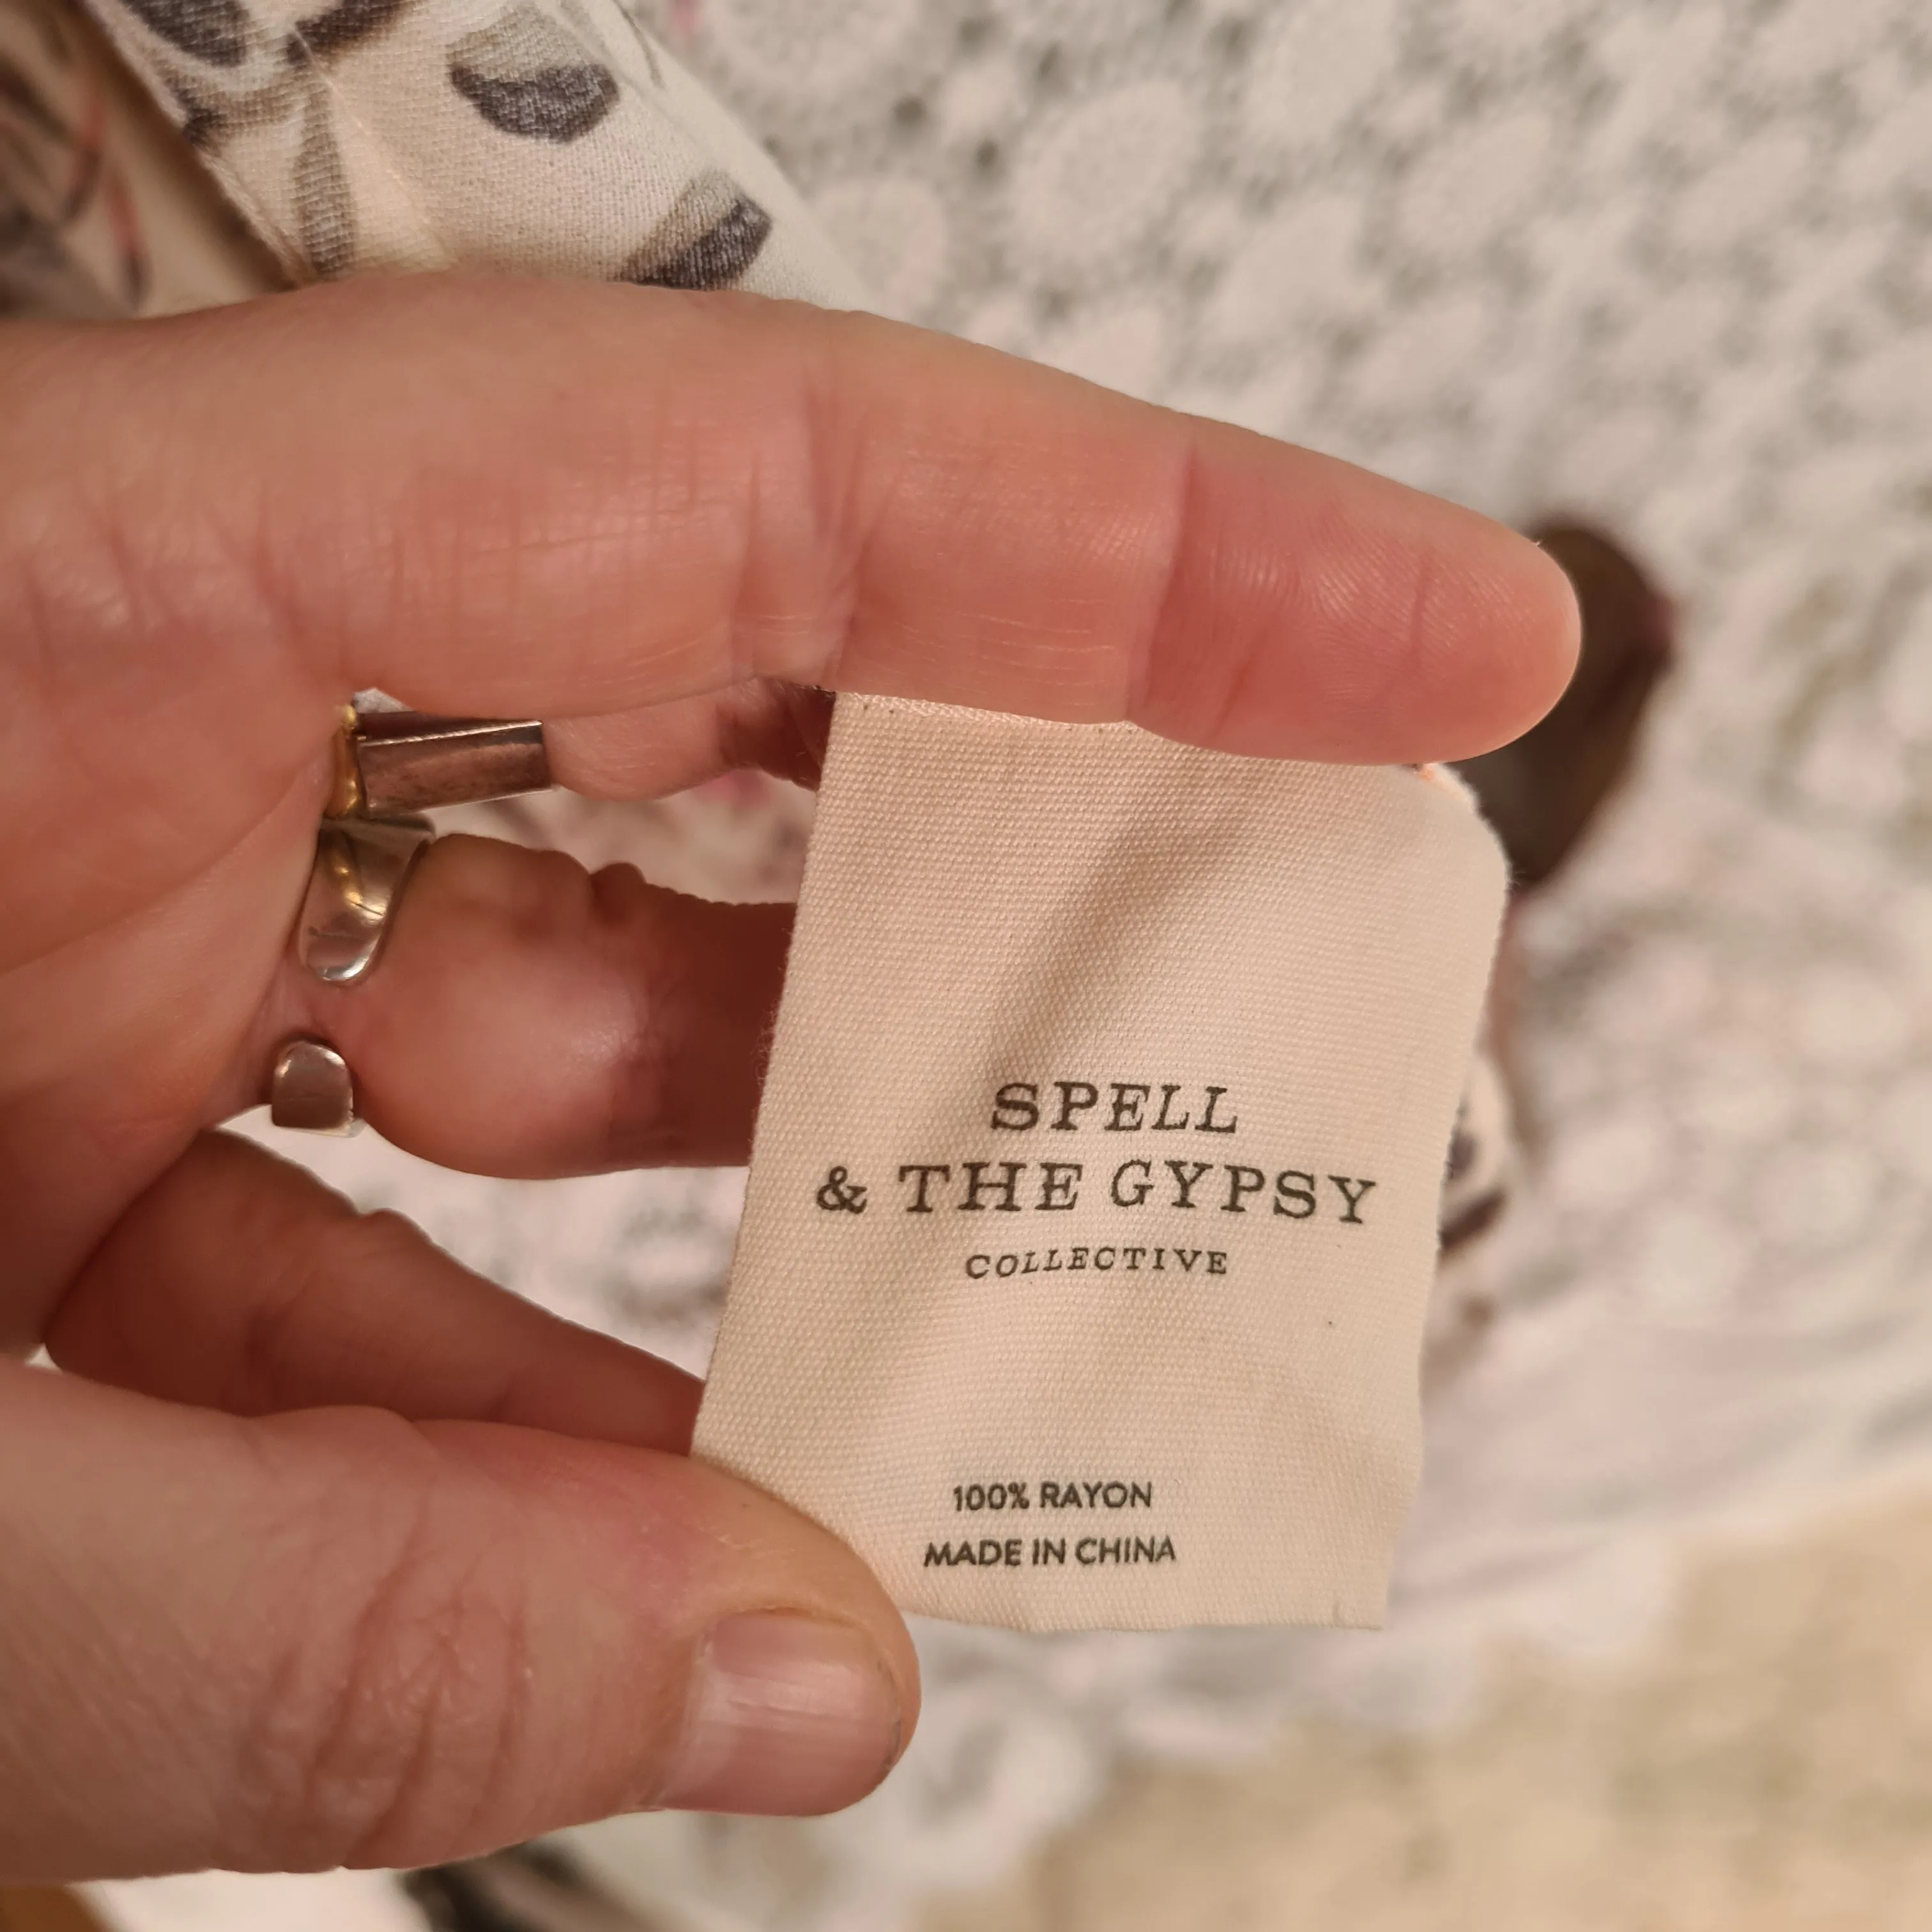 SPELL
& THE GYPSY
COLLECTIVE
100% RAYON
MADE IN CHINA